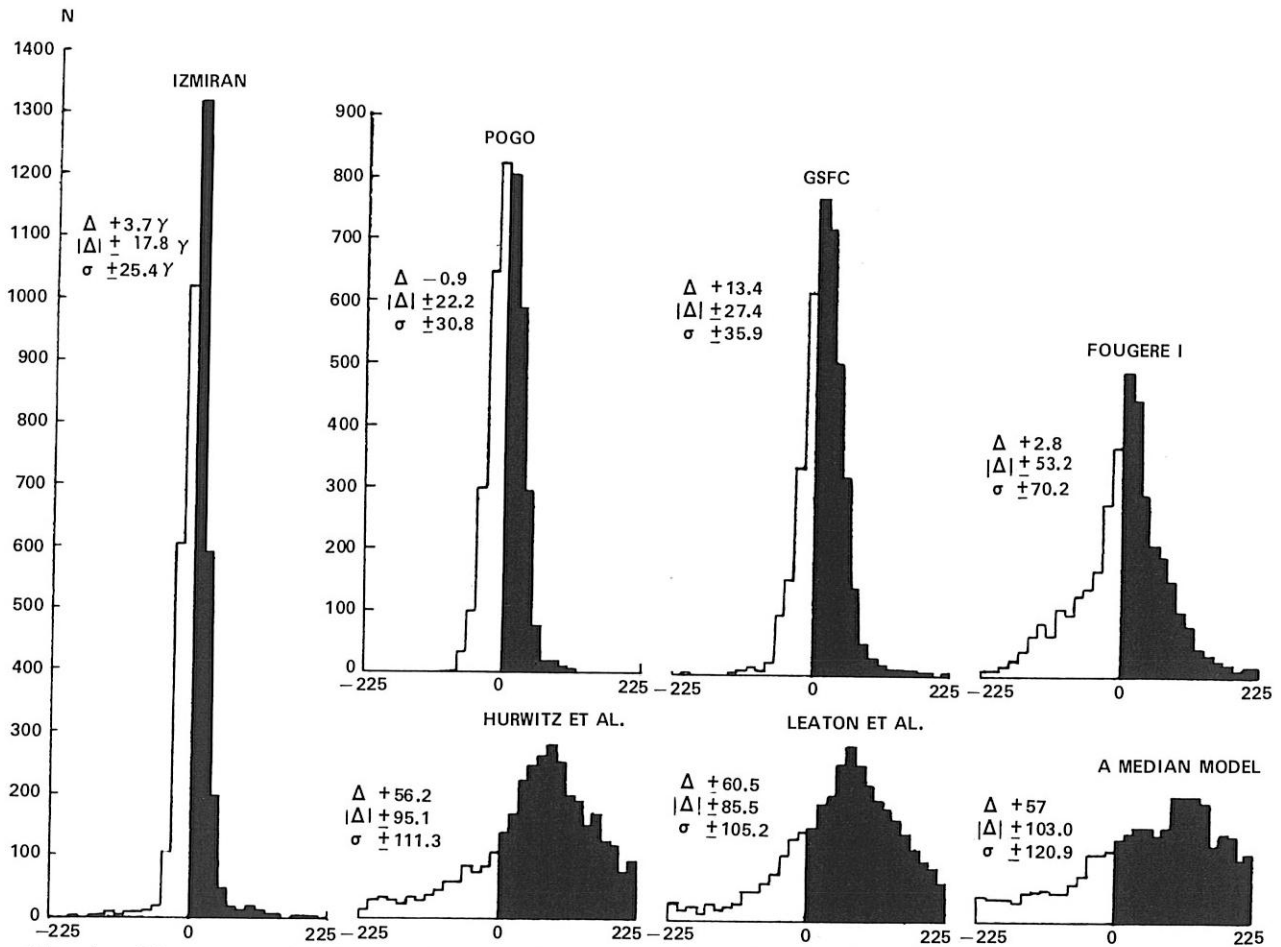 N
1400
1300
1200
1100
1000
900
800
700
600
500
400
300
200
100
0
IZMIRAN
Δ +3.7 γ
|Δ| ± 17.8 γ
σ ±25.4 γ
−225 0 225
900
800
700
600
500
400
300
200
100
0
POGO
Δ −0.9
|Δ| ±22.2
σ ±30.8
−225 0 225
GSFC
Δ +13.4
|Δ| ±27.4
σ ±35.9
−225 0 225
FOUGERE I
Δ +2.8
|Δ| ±53.2
σ ±70.2
−225 0 225
HURWITZ ET AL.
Δ +56.2
|Δ| ±95.1
σ ±111.3
−225 0 225
LEATON ET AL.
Δ ±60.5
|Δ| ±85.5
σ ±105.2
−225 0 225
A MEDIAN MODEL
Δ +57
|Δ| ±103.0
σ ±120.9
−225 0 225